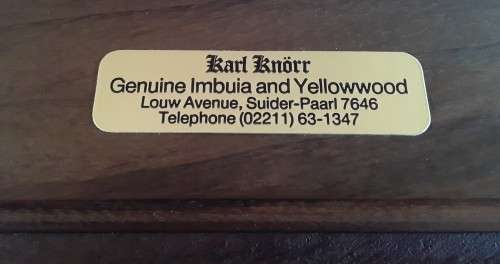 Karl Knörr
Genuine Imbuia and Yellowwood
Louw Avenue, Suider-Paarl 7646
Telephone (02211) 63-1347